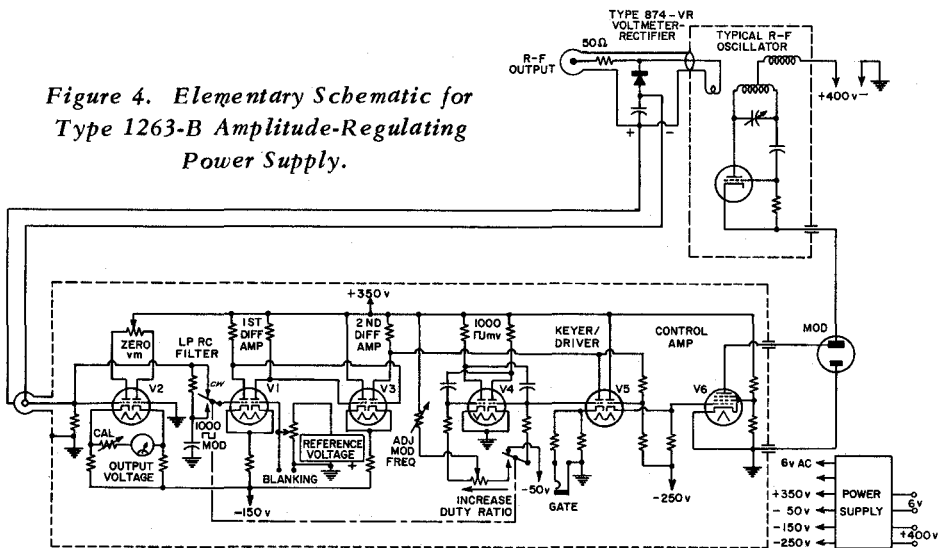 Figure 4. Elementary Schematic for
Type 1263-B Amplitude-Regulating
Power Supply.
TYPE 874-VR
VOLTMETER-
RECTIFIER
TYPICAL R-F
OSCILLATOR
50Ω
R-F
OUTPUT
+ −
+400v −
+350v
ZERO
vm
LP RC
FILTER
1ST
DIFF
AMP
2ND
DIFF
AMP
1000
⊓⊔mv
KEYER/
DRIVER
CONTROL
AMP
MOD
V2
CW
V1
V3
V4
V5
V6
CAL
1000
⊓⊔
MOD
OUTPUT
VOLTAGE
REFERENCE
VOLTAGE
+
ADJ
MOD
FREQ
BLANKING
-150v
INCREASE
DUTY RATIO
-50v
GATE
-250v
6v AC
+350v
- 50v
-150v
-250v
POWER
SUPPLY
6v
+400v